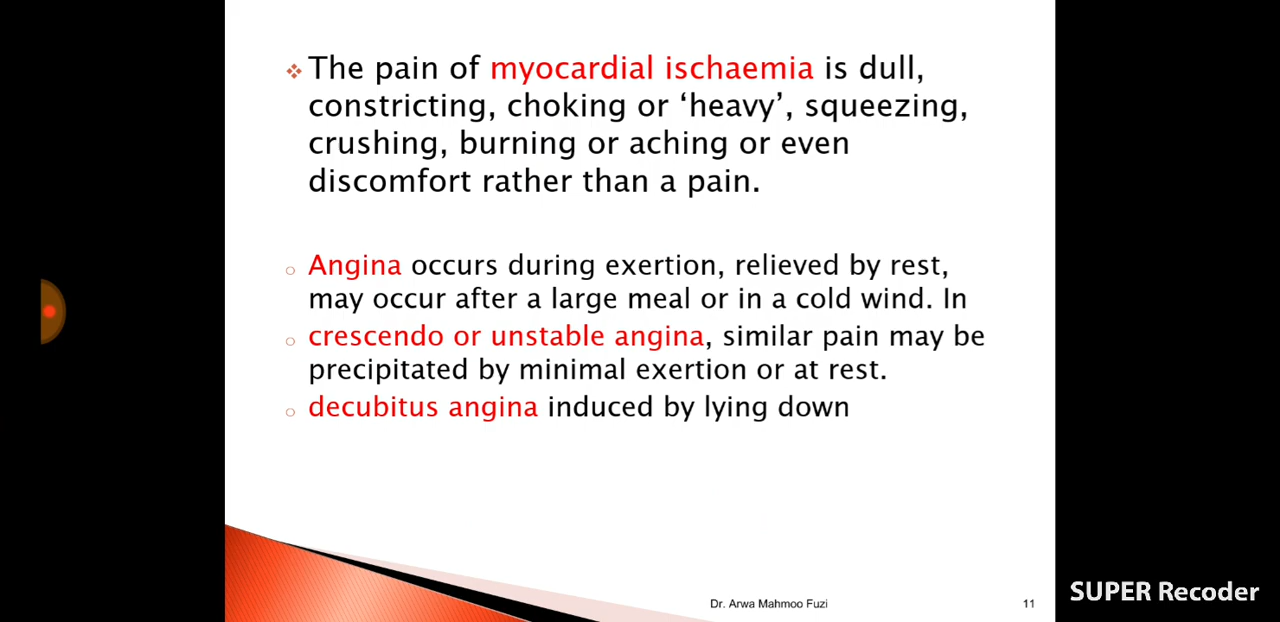 The pain of myocardial ischaemia is dull,
constricting, choking or ‘heavy’, squeezing,
crushing, burning or aching or even
discomfort rather than a pain.
Angina occurs during exertion, relieved by rest,
may occur after a large meal or in a cold wind. In
crescendo or unstable angina, similar pain may be
precipitated by minimal exertion or at rest.
decubitus angina induced by lying down
Dr. Arwa Mahmoo Fuzi
11
SUPER Recoder